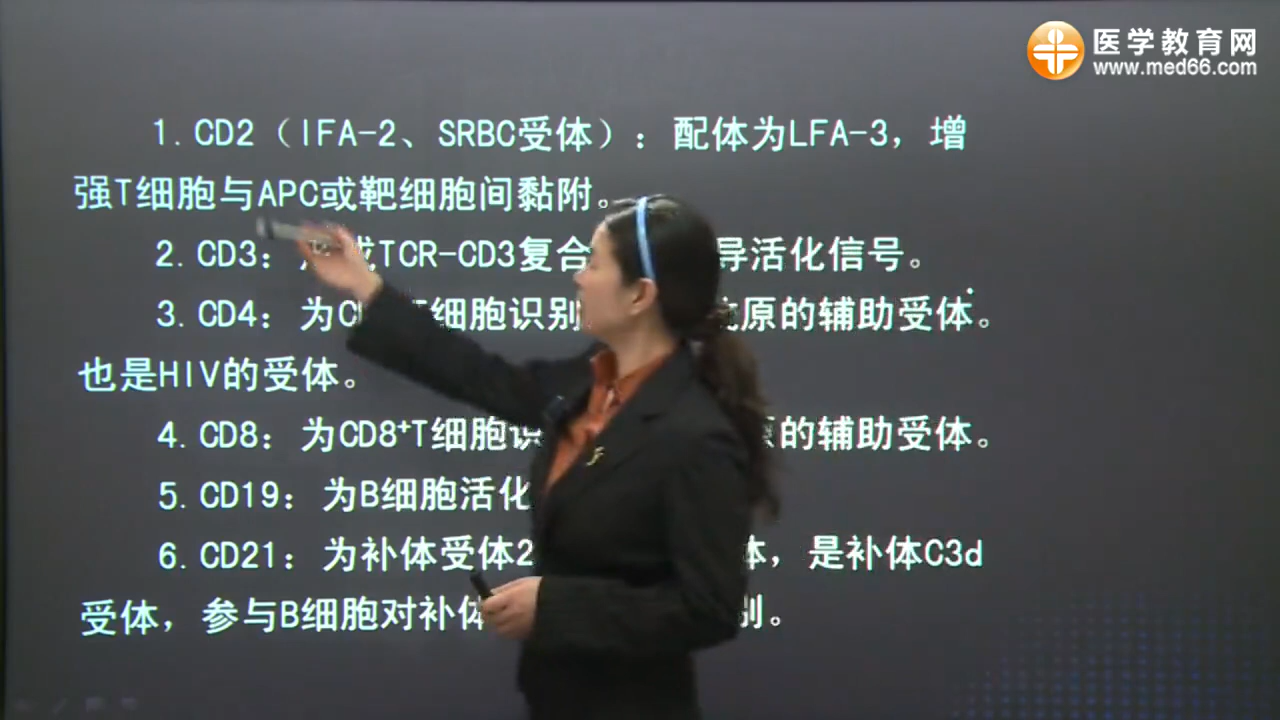 医学教育网
www.med66.com
1.CD2（IFA-2、SRBC受体）：配体为LFA-3，增
强T细胞与APC或靶细胞间黏附。
2.CD3： TCR-CD3复合 导活化信号。
3.CD4：为 细胞识别 原的辅助受体。
也是HIV的受体。
4.CD8：为CD8⁺T细胞识 的辅助受体。
5.CD19：为B细胞活化
6.CD21：为补体受体2 体，是补体C3d
受体，参与B细胞对补体 别。